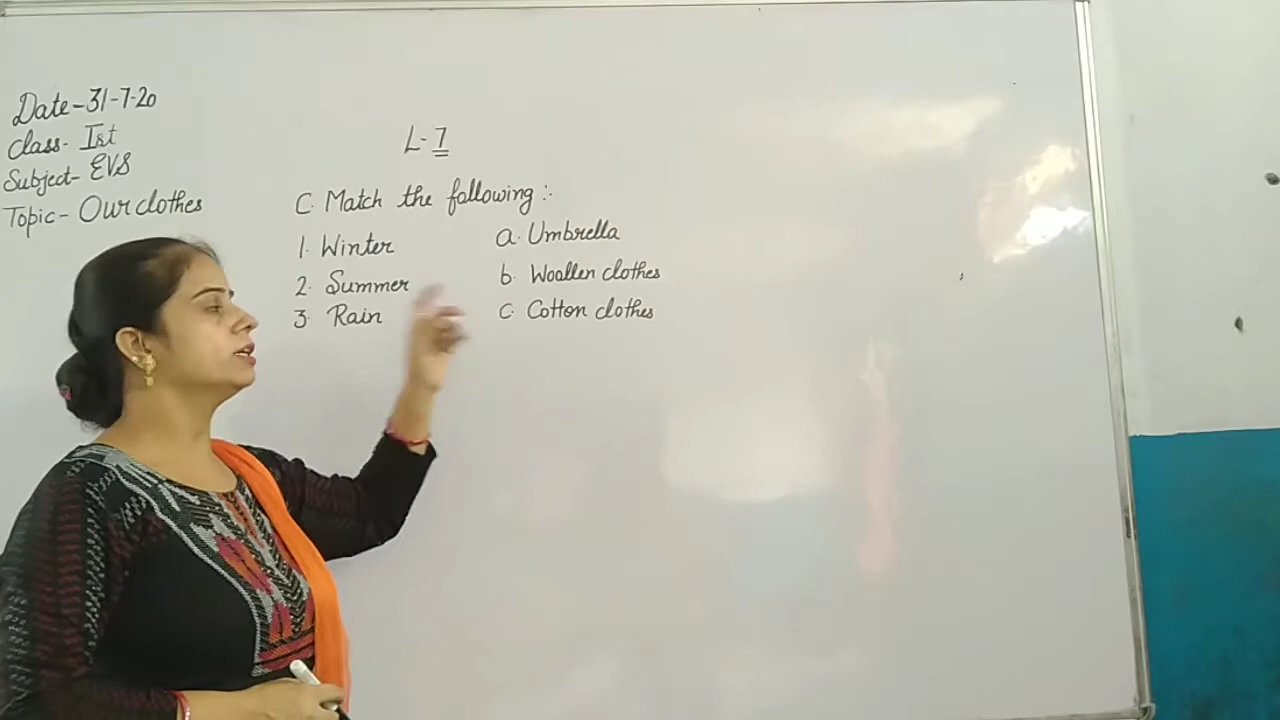 Date-31-7-20
Class- Ist
Subject- EVS
Topic- Our clothes
L-7
C. Match the following :-
1. Winter a. Umbrella
2. Summer b. Woollen clothes
3. Rain C. Cotton clothes